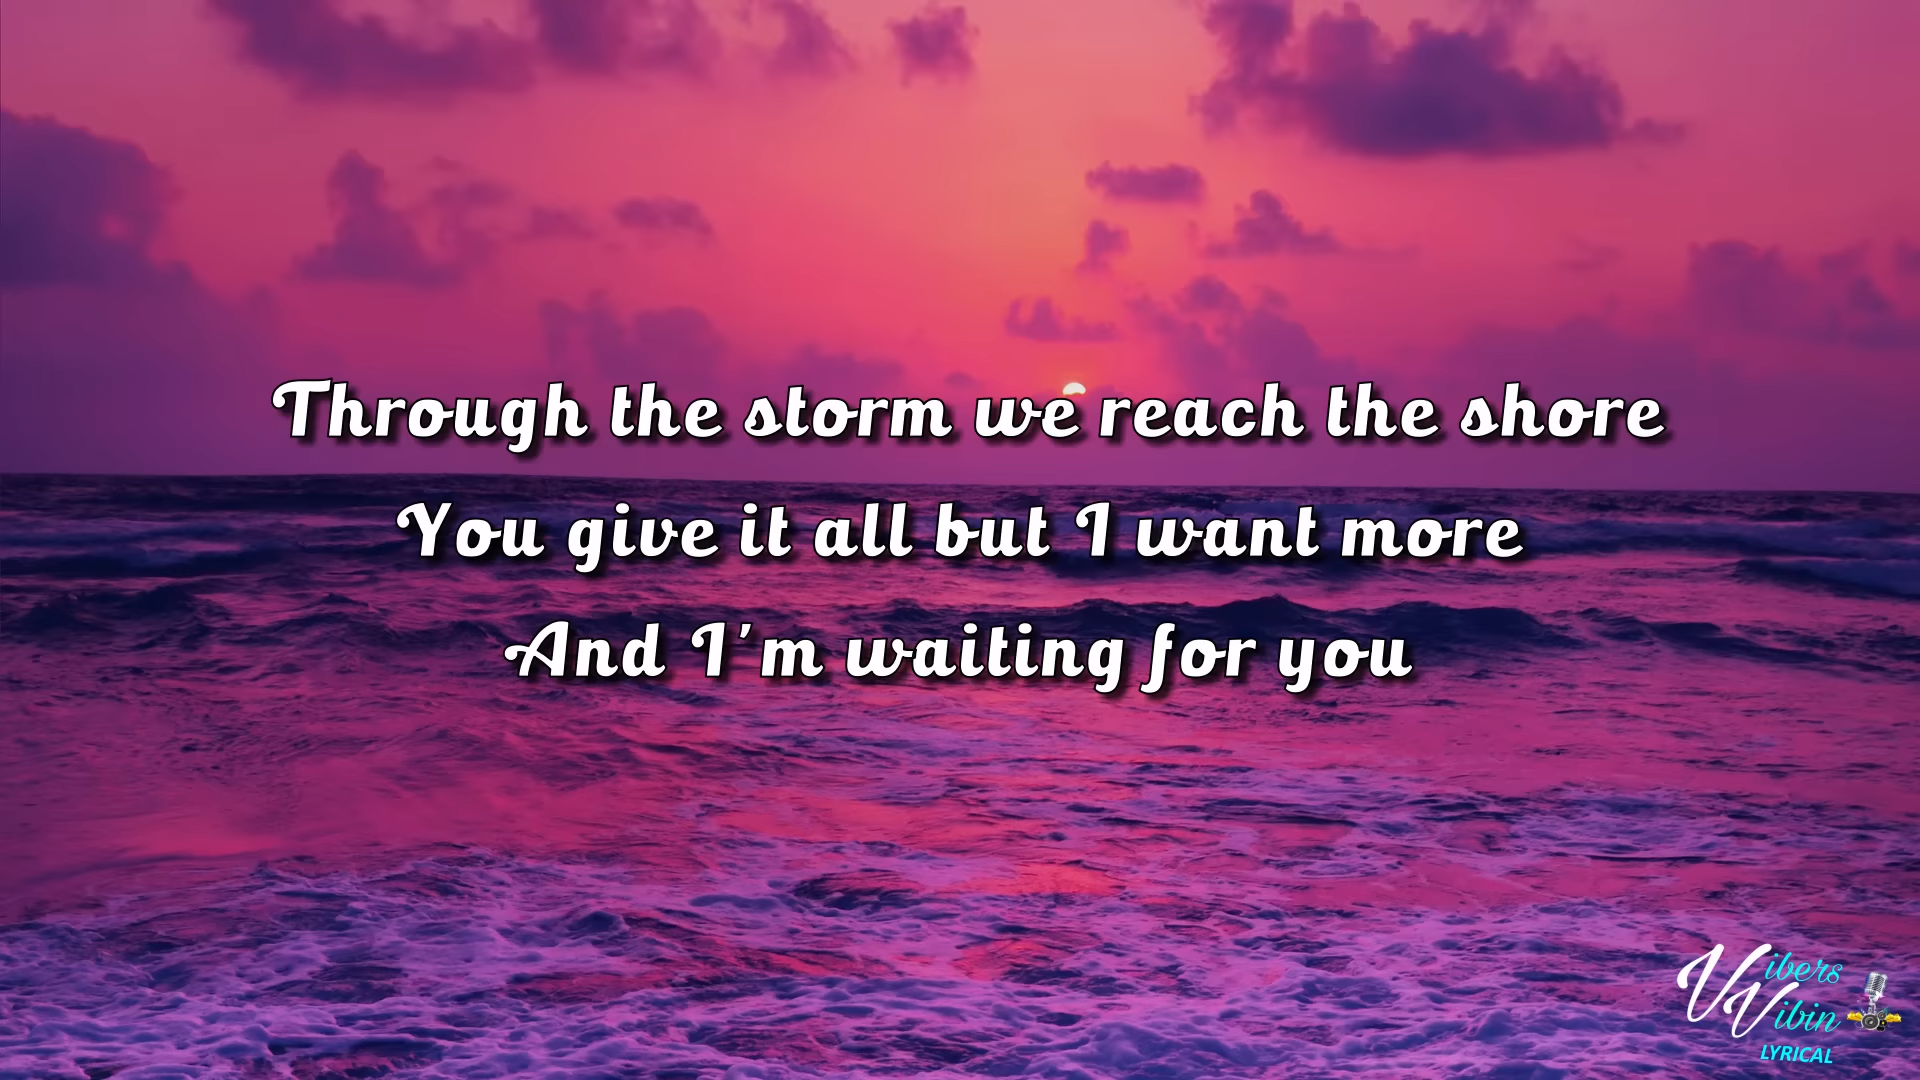 Through the storm we reach the shore
You give it all but I want more
And I'm waiting for you
Vibers
Vibin
LYRICAL